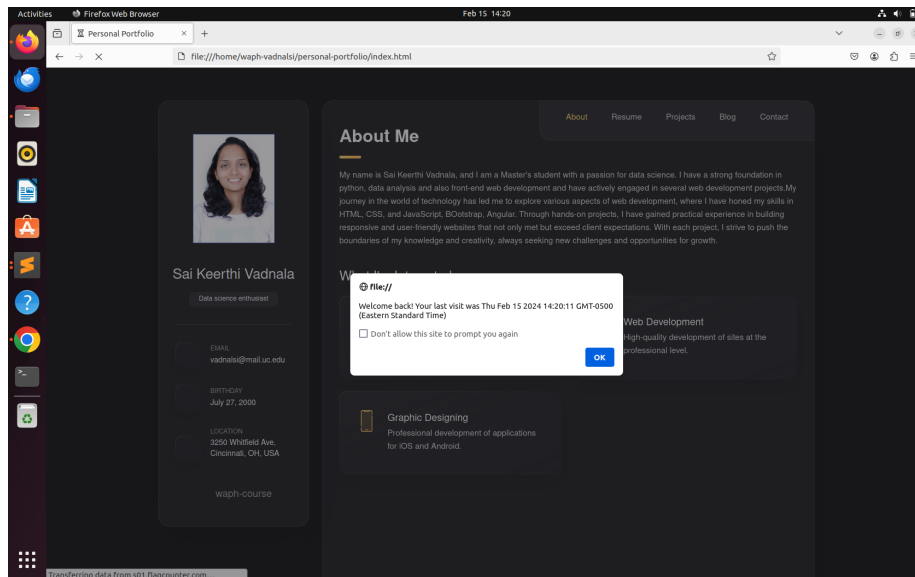 Activities
Firefox Web Browser
Feb 15 14:20
Personal Portfolio
file:///home/waph-vadnalsi/personal-portfolio/index.html
About Resume Projects Blog Contact
About Me
My name is Sai Keerthi Vadnala, and I am a Master's student with a passion for data science. I have a strong foundation in
python, data analysis and also front-end web development and have actively engaged in several web development projects.My
journey in the world of technology has led me to explore various aspects of web development, where I have honed my skills in
HTML, CSS, and JavaScript, BOotstrap, Angular. Through hands-on projects, I have gained practical experience in building
responsive and user-friendly websites that not only met but exceed client expectations. With each project, I strive to push the
boundaries of my knowledge and creativity, always seeking new challenges and opportunities for growth.
Sai Keerthi Vadnala
Data science enthusiast
EMAIL
vadnalsi@mail.uc.edu
BIRTHDAY
July 27, 2000
LOCATION
3250 Whitfield Ave,
Cincinnati, OH, USA
waph-course
file://
Welcome back! Your last visit was Thu Feb 15 2024 14:20:11 GMT-0500
(Eastern Standard Time)
Don't allow this site to prompt you again
OK
Web Development
High-quality development of sites at the
professional level.
Graphic Designing
Professional development of applications
for iOS and Android.
Transferring data from s01.flagcounter.com...